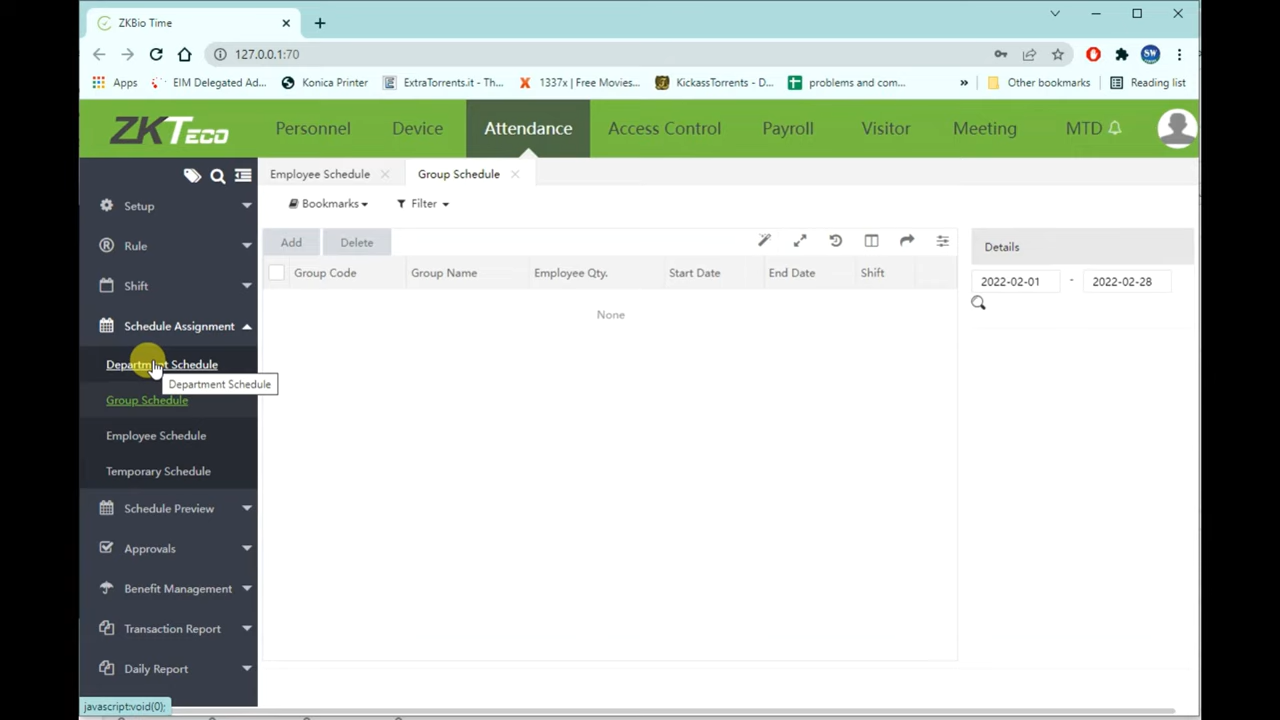 ZKBio Time
127.0.0.1:70
SW
Apps
EIM Delegated Ad...
Konica Printer
ExtraTorrents.it - Th...
1337x | Free Movies...
KickassTorrents - D...
problems and com...
»
Other bookmarks
Reading list
ZKTeco
Personnel
Device
Attendance
Access Control
Payroll
Visitor
Meeting
MTD
Employee Schedule
Group Schedule
Setup
Bookmarks
Filter
Rule
Add
Delete
Details
Group Code
Group Name
Employee Qty.
Start Date
End Date
Shift
2022-02-01 - 2022-02-28
Shift
None
Schedule Assignment
Department Schedule
Department Schedule
Group Schedule
Employee Schedule
Temporary Schedule
Schedule Preview
Approvals
Benefit Management
Transaction Report
Daily Report
javascript:void(0);